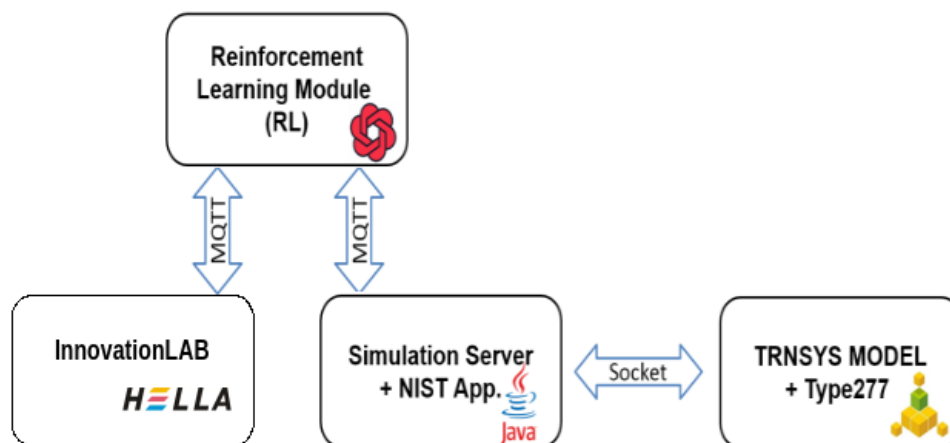 Reinforcement
Learning Module
(RL)
MQTT
MQTT
InnovationLAB
HELLA
Simulation Server
+ NIST App.
Java
Socket
TRNSYS MODEL
+ Type277